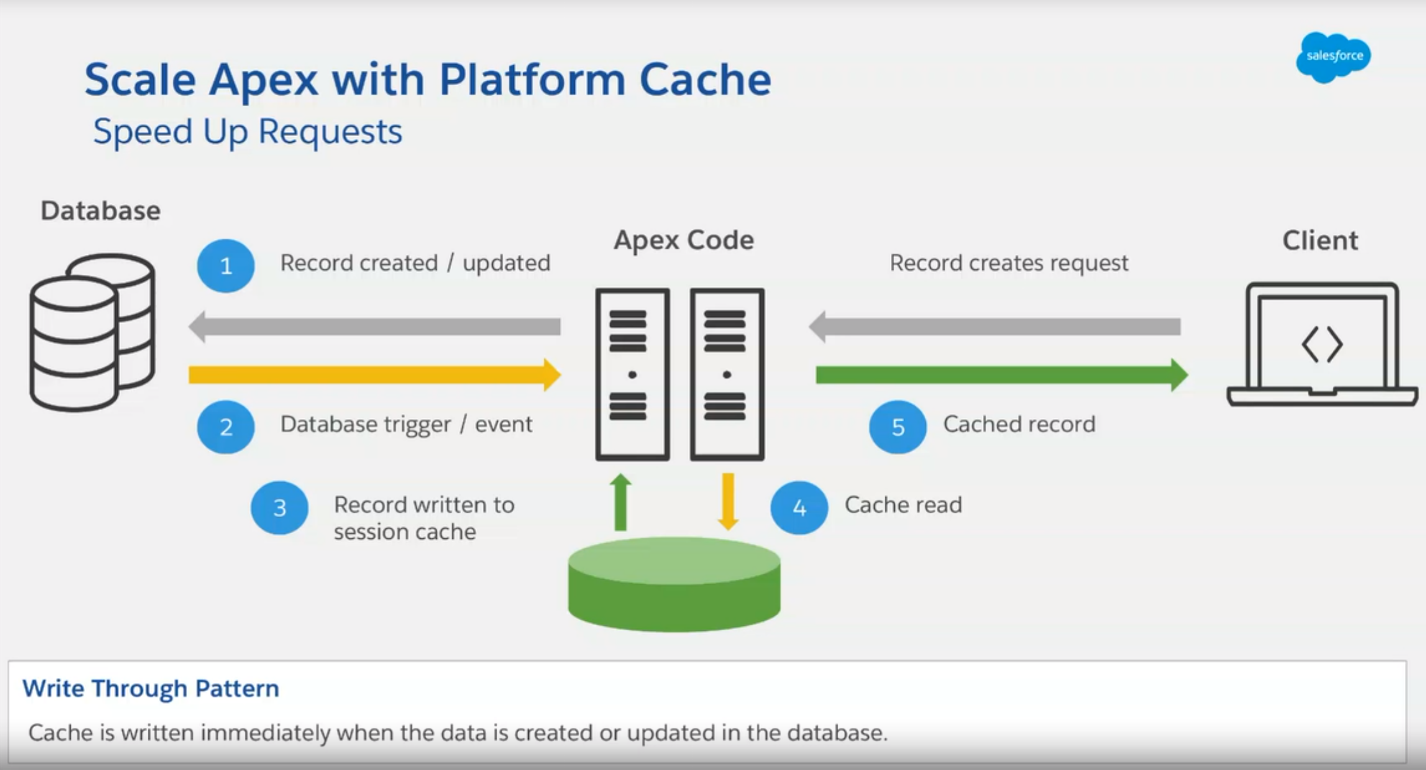 Scale Apex with Platform Cache
salesforce
Speed Up Requests
Database
Apex Code
Client
1
Record created / updated
Record creates request
2
Database trigger / event
5
Cached record
3
Record written to
session cache
4
Cache read
Write Through Pattern
Cache is written immediately when the data is created or updated in the database.